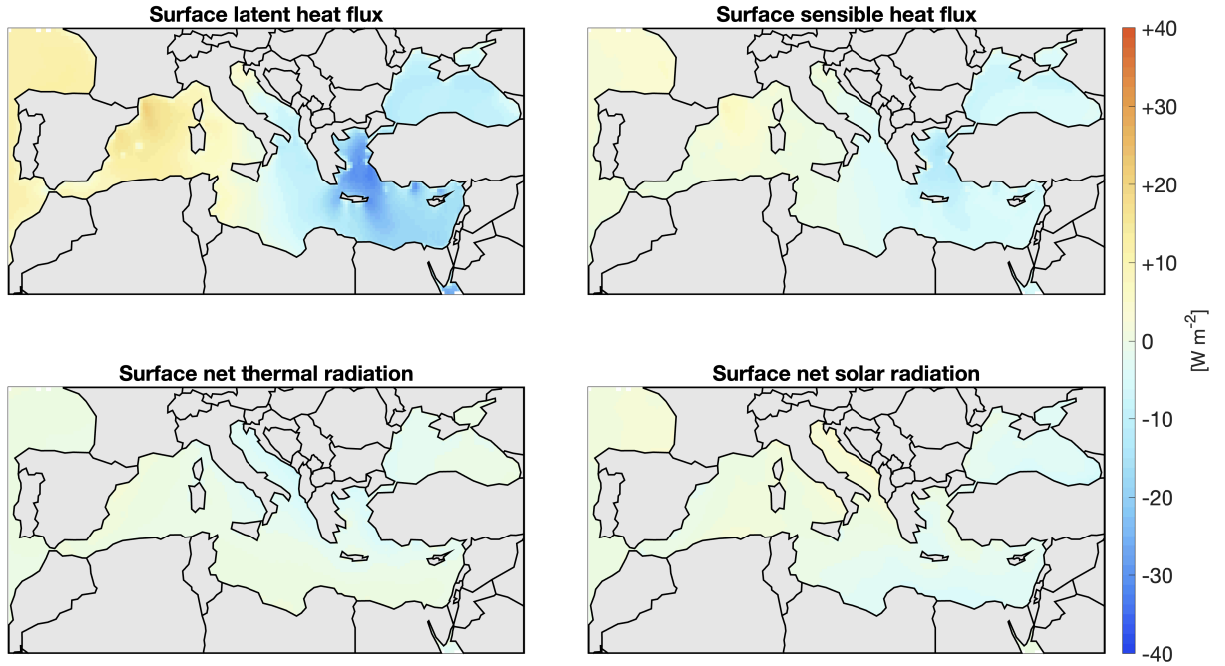 Surface latent heat flux
Surface sensible heat flux
+40
+30
+20
+10
0
-10
-20
-30
-40
[W m-2]
Surface net thermal radiation
Surface net solar radiation